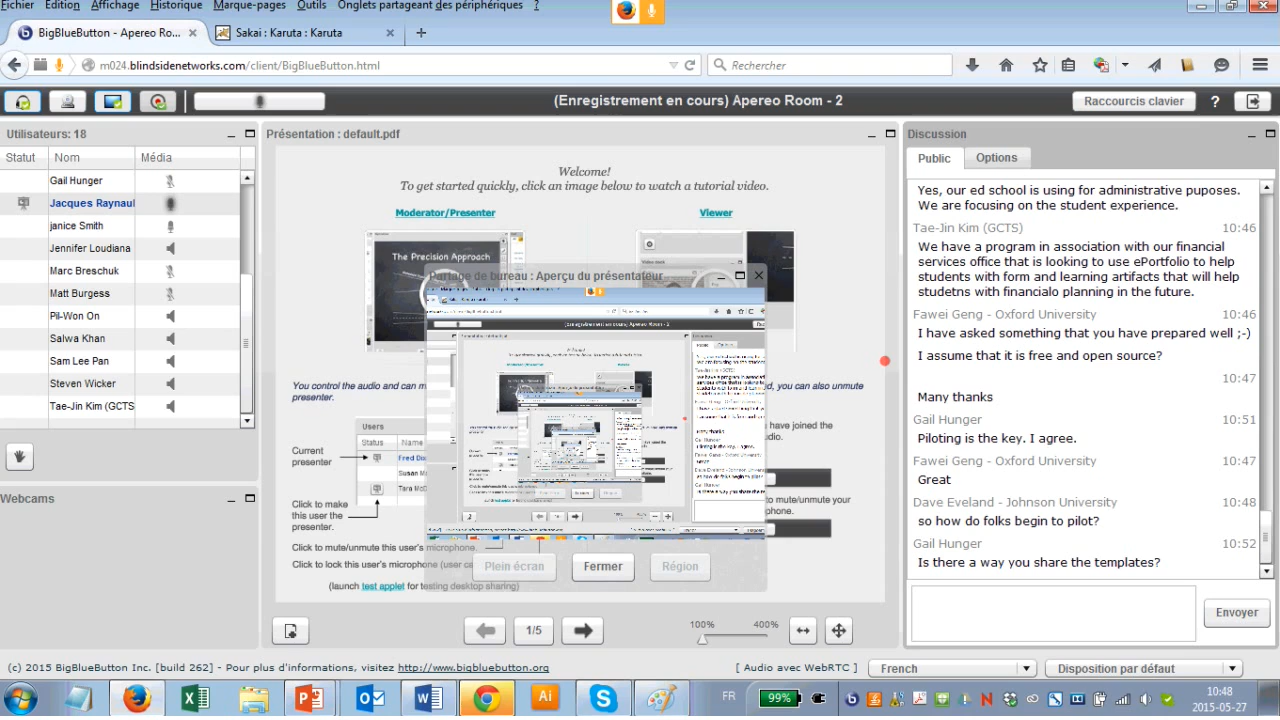 Fichier Edition Affichage Historique Marque-pages Outils Onglets partageant des périphériques ?
BigBlueButton - Apereo Ro...
Sakai : Karuta : Karuta
m024.blindsidenetworks.com/client/BigBlueButton.html
Rechercher
(Enregistrement en cours) Apereo Room - 2
Raccourcis clavier
?
Utilisateurs: 18
Statut Nom Média
Gail Hunger
Jacques Raynaul
janice Smith
Jennifer Loudiana
Marc Breschuk
Matt Burgess
Pil-Won On
Salwa Khan
Sam Lee Pan
Steven Wicker
Tae-Jin Kim (GCTS
Webcams
Présentation : default.pdf
Welcome!
To get started quickly, click an image below to watch a tutorial video.
Moderator/Presenter
Viewer
The Precision Approach
Partage de bureau : Aperçu du présentateur
You control the audio and can m
d, you can also unmute
presenter.
have joined the
Users
Status Name
Current
presenter
Fred Do
Susan M
Tara McD
Click to make
this user the
presenter.
to mute/unmute your
Click to mute/unmute this user's microphone.
Click to lock this user's microphone (user ca
(launch test applet for testing desktop sharing)
Plein écran
Fermer
Région
1/5
100% 400%
Discussion
Public
Options
Yes, our ed school is using for administrative puposes.
We are focusing on the student experience.
Tae-Jin Kim (GCTS) 10:46
We have a program in association with our financial
services office that is looking to use ePortfolio to help
students with form and learning artifacts that will help
studetns with financialo planning in the future.
Fawei Geng - Oxford University 10:46
I have asked something that you have prepared well ;-)
I assume that it is free and open source?
10:47
Many thanks
Gail Hunger 10:51
Piloting is the key. I agree.
Fawei Geng - Oxford University 10:47
Great
Dave Eveland - Johnson University 10:48
so how do folks begin to pilot?
Gail Hunger 10:52
Is there a way you share the templates?
Envoyer
(c) 2015 BigBlueButton Inc. [build 262] - Pour plus d'informations, visitez http://www.bigbluebutton.org
[ Audio avec WebRTC ]
French
Disposition par défaut
FR
99%
10:48
2015-05-27